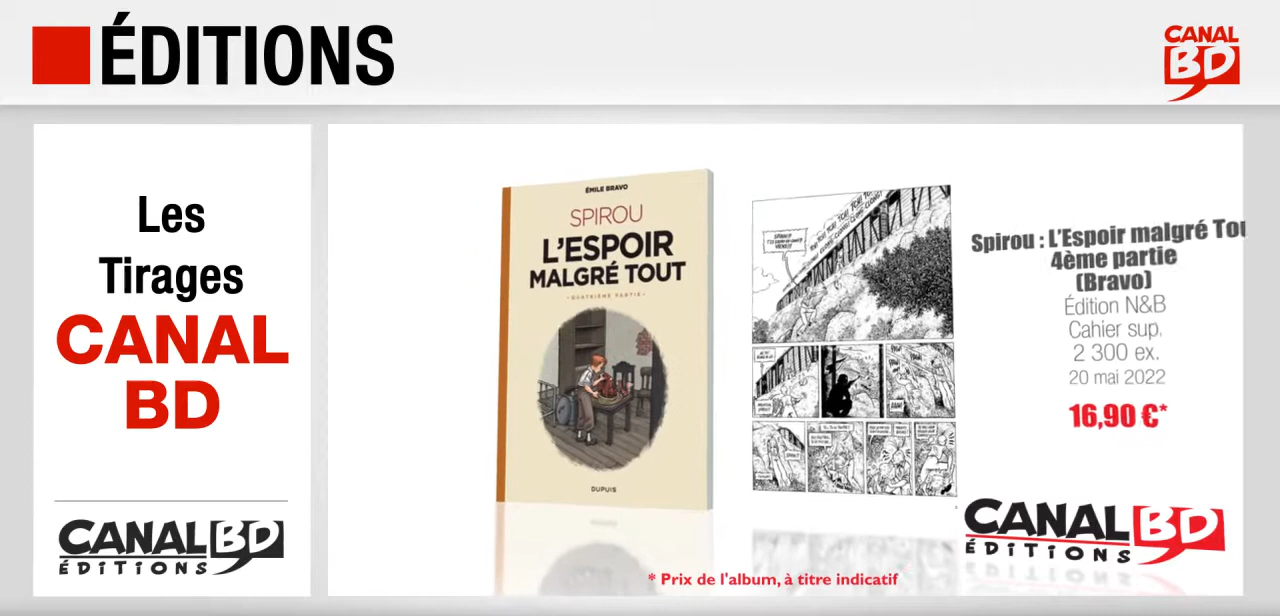 ÉDITIONS
CANAL
BD
Les
Tirages
CANAL
BD
CANAL BD
ÉDITIONS
ÉMILE BRAVO
SPIROU
L'ESPOIR
MALGRÉ TOUT
- QUATRIÈME PARTIE -
DUPUIS
Spirou : L'Espoir malgré Tou
4ème partie
(Bravo)
Édition N&B
Cahier sup.
2 300 ex.
20 mai 2022
16,90 €*
CANAL BD
ÉDITIONS
* Prix de l'album, à titre indicatif